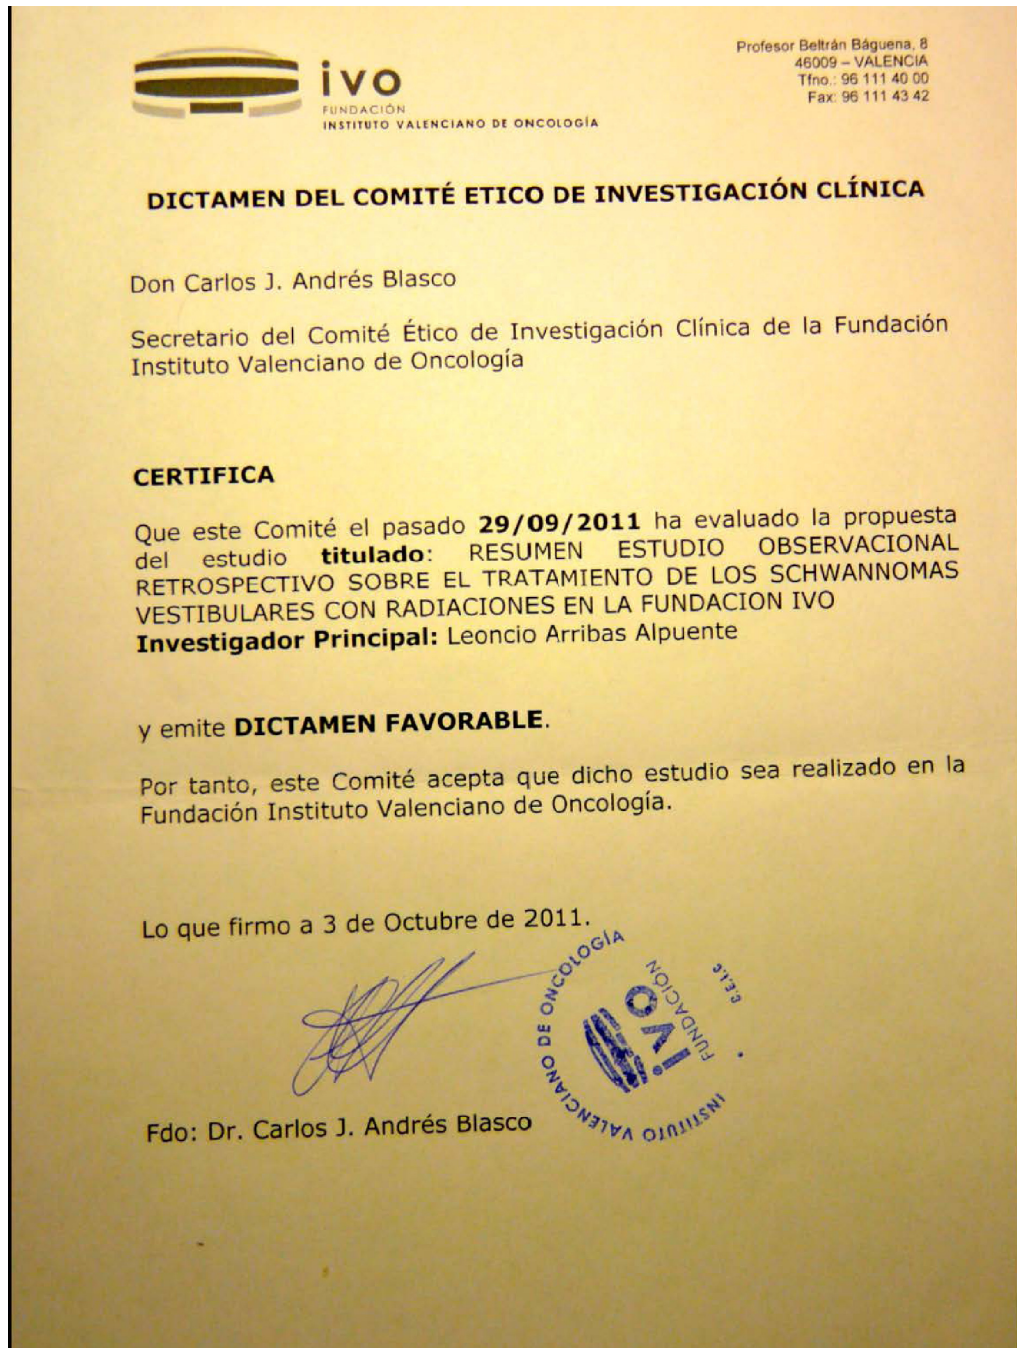 ivo
FUNDACIÓN
INSTITUTO VALENCIANO DE ONCOLOGÍA
Profesor Beltrán Báguena, 8
46009 – VALENCIA
Tfno.: 96 111 40 00
Fax: 96 111 43 42
DICTAMEN DEL COMITÉ ETICO DE INVESTIGACIÓN CLÍNICA
Don Carlos J. Andrés Blasco
Secretario del Comité Ético de Investigación Clínica de la Fundación
Instituto Valenciano de Oncología
CERTIFICA
Que este Comité el pasado 29/09/2011 ha evaluado la propuesta
del estudio titulado: RESUMEN ESTUDIO OBSERVACIONAL
RETROSPECTIVO SOBRE EL TRATAMIENTO DE LOS SCHWANNOMAS
VESTIBULARES CON RADIACIONES EN LA FUNDACION IVO
Investigador Principal: Leoncio Arribas Alpuente
y emite DICTAMEN FAVORABLE.
Por tanto, este Comité acepta que dicho estudio sea realizado en la
Fundación Instituto Valenciano de Oncología.
Lo que firmo a 3 de Octubre de 2011.
INSTITUTO VALENCIANO DE ONCOLOGÍA
C.E.I.C
FUNDACIÓN
ivo
Fdo: Dr. Carlos J. Andrés Blasco